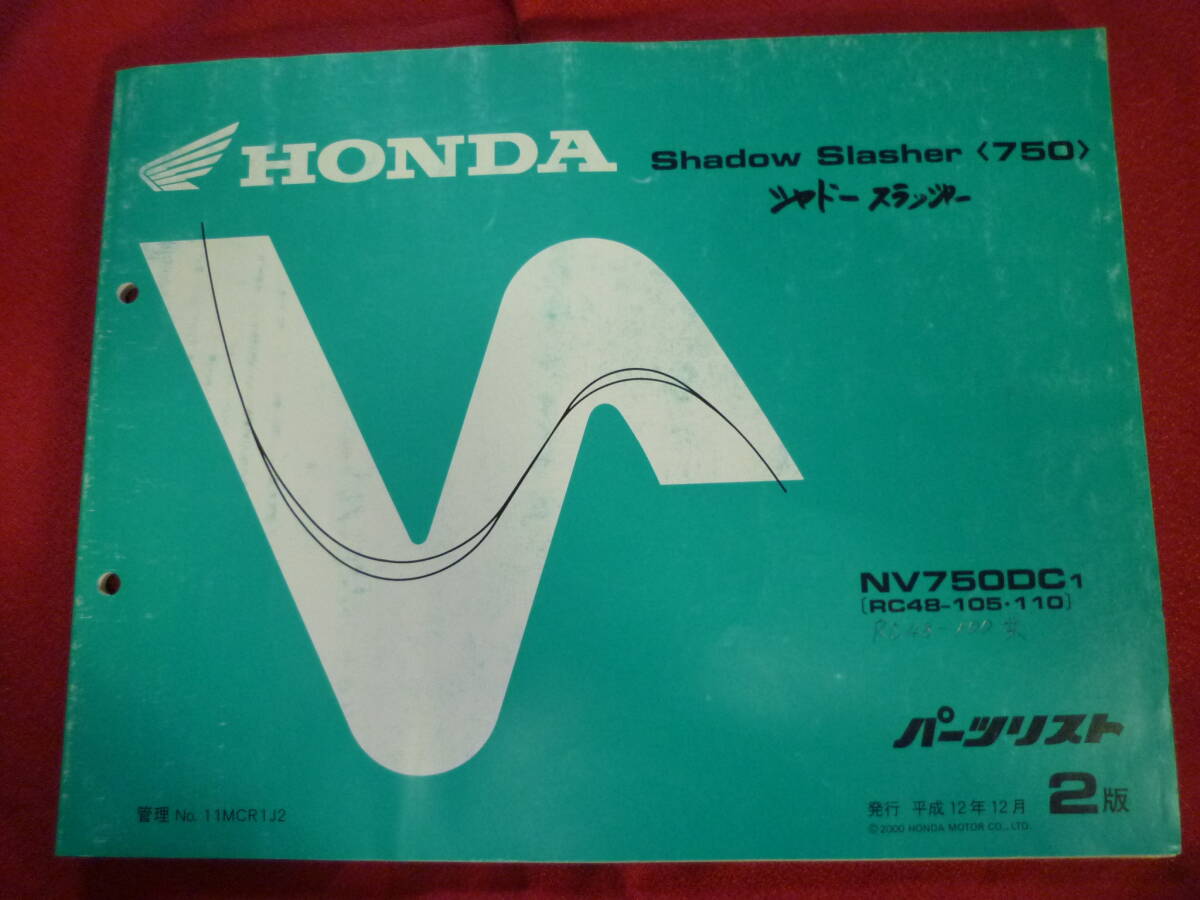 HONDA
Shadow Slasher〈750〉
シャドー スラッシャー
NV750DC1
〔RC48-105・110〕
RC48-100
パーツリスト
2版
管理 No. 11MCR1J2
発行 平成12年12月
© 2000 HONDA MOTOR CO., LTD.